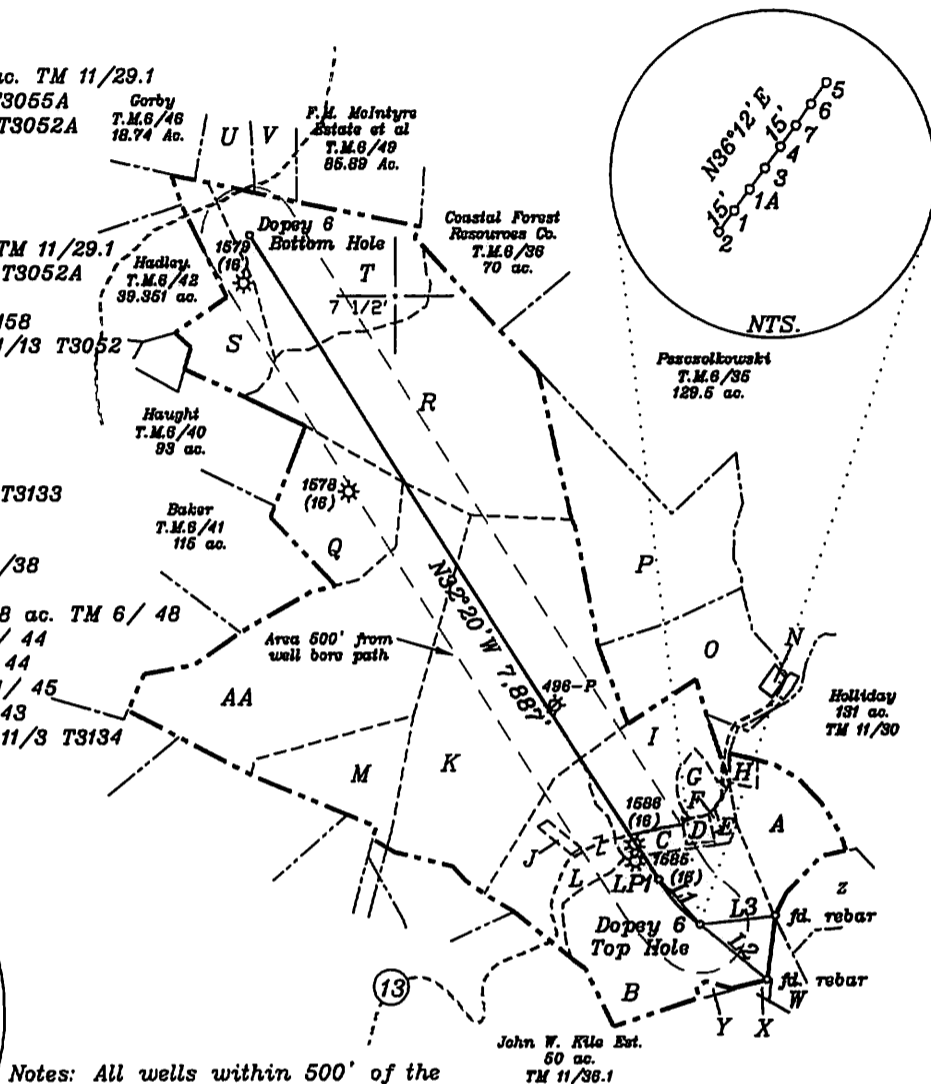 ac. TM 11/29.1
T3055A
T3052A
Gorby
T.M.6/46
18.74 Ac.
U
V
F.M. McIntyre
Estate et al
T.M.6/49
85.89 Ac.
N36°12' E
15'
15'
5
6
7
4
3
1A
1
2
NTS.
TM 11/29.1
T3052A
158
1/13 T3052
Hadley
T.M.6/42
39.351 ac.
1579
(16)
Dopey 6
Bottom Hole
T
7 1/2'
Coastal Forest
Resources Co.
T.M.6/36
70 ac.
S
R
Pszczolkowski
T.M.6/35
129.5 ac.
Haught
T.M.6/40
93 ac.
T3133
1578
(16)
Baker
T.M.6/41
115 ac.
Q
P
/38
8 ac. TM 6/ 48
/ 44
44
1/ 45
43
11/3 T3134
N32°20'W 7,887'
Area 500' from
well bore path
O
N
496-P
AA
Holliday
131 ac.
TM 11/30
I
M
K
G
H
F
1586
(16)
C
D
E
A
J
L
1585
(16)
LP1
L1
z
L3
fd. rebar
Dopey 6
Top Hole
L2
fd. rebar
W
B
Y
X
13
John W. Kile Est.
50 ac.
TM 11/36.1
Notes: All wells within 500' of the